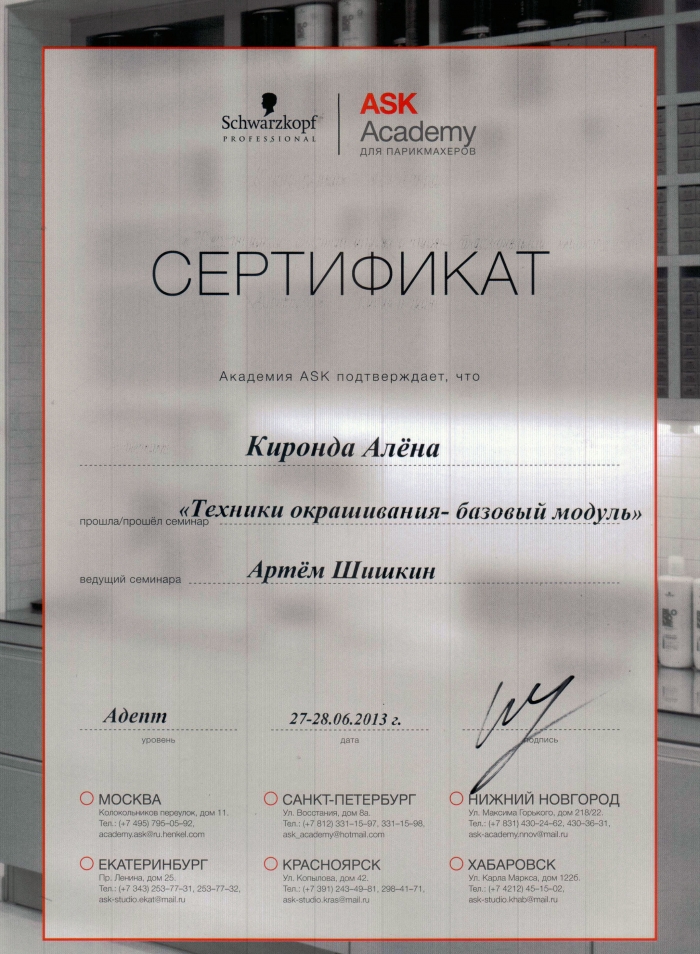 Schwarzkopf
PROFESSIONAL
ASK
Academy
ДЛЯ ПАРИКМАХЕРОВ
СЕРТИФИКАТ
Академия ASK подтверждает, что
Киронда Алёна
прошла/прошёл семинар «Техники окрашивания- базовый модуль»
ведущий семинара Артём Шишкин
Адепт
уровень
27-28.06.2013 г.
дата
подпись
МОСКВА
Колокольников переулок, дом 11.
Тел.: (+7 495) 795–05–92,
academy.ask@ru.henkel.com
САНКТ-ПЕТЕРБУРГ
Ул. Восстания, дом 8а.
Тел.: (+7 812) 331–15–97, 331–15–98,
ask_academy@hotmail.com
НИЖНИЙ НОВГОРОД
Ул. Максима Горького, дом 218/22.
Тел.: (+7 831) 430–24–62, 430–36–31,
ask-academy.nnov@mail.ru
ЕКАТЕРИНБУРГ
Пр. Ленина, дом 25.
Тел.: (+7 343) 253–77–31, 253–77–32,
ask-studio.ekat@mail.ru
КРАСНОЯРСК
Ул. Копылова, дом 42.
Тел.: (+7 391) 243–49–81, 298–41–71,
ask-studio.kras@mail.ru
ХАБАРОВСК
Ул. Карла Маркса, дом 122б.
Тел.: (+7 4212) 45–15–02,
ask-studio.khab@mail.ru